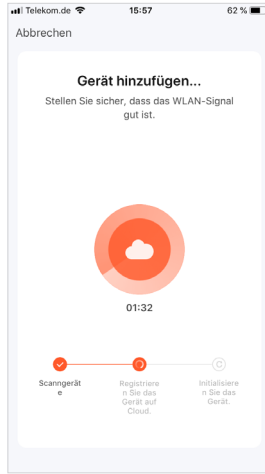 Telekom.de 15:57 62 %
Abbrechen
Gerät hinzufügen...
Stellen Sie sicher, dass das WLAN-Signal
gut ist.
01:32
Scanngerät
e
Registriere
n Sie das
Gerät auf
Cloud.
Initialisiere
n Sie das
Gerät.